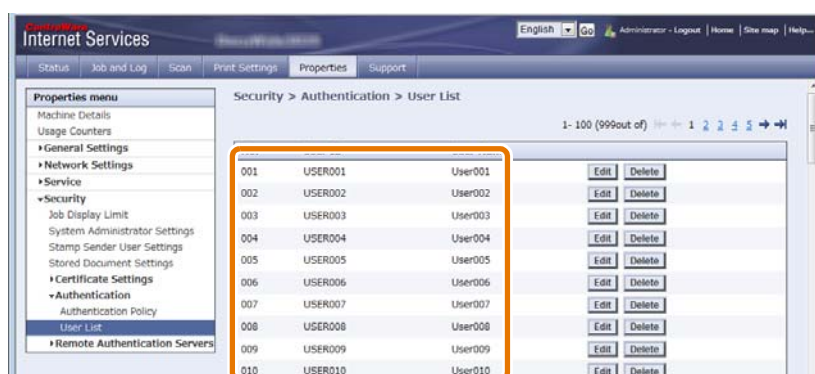 Internet Services
English Go Administrator - Logout | Home | Site map | Help...
Status Job and Log Scan Print Settings Properties Support
Properties menu
Machine Details
Usage Counters
General Settings
Network Settings
Service
Security
Job Display Limit
System Administrator Settings
Stamp Sender User Settings
Stored Document Settings
Certificate Settings
Authentication
Authentication Policy
User List
Remote Authentication Servers
Security > Authentication > User List
1- 100 (999out of) 1 2 3 4 5
001 USER001 User001 Edit Delete
002 USER002 User002 Edit Delete
003 USER003 User003 Edit Delete
004 USER004 User004 Edit Delete
005 USER005 User005 Edit Delete
006 USER006 User006 Edit Delete
007 USER007 User007 Edit Delete
008 USER008 User008 Edit Delete
009 USER009 User009 Edit Delete
010 USER010 User010 Edit Delete